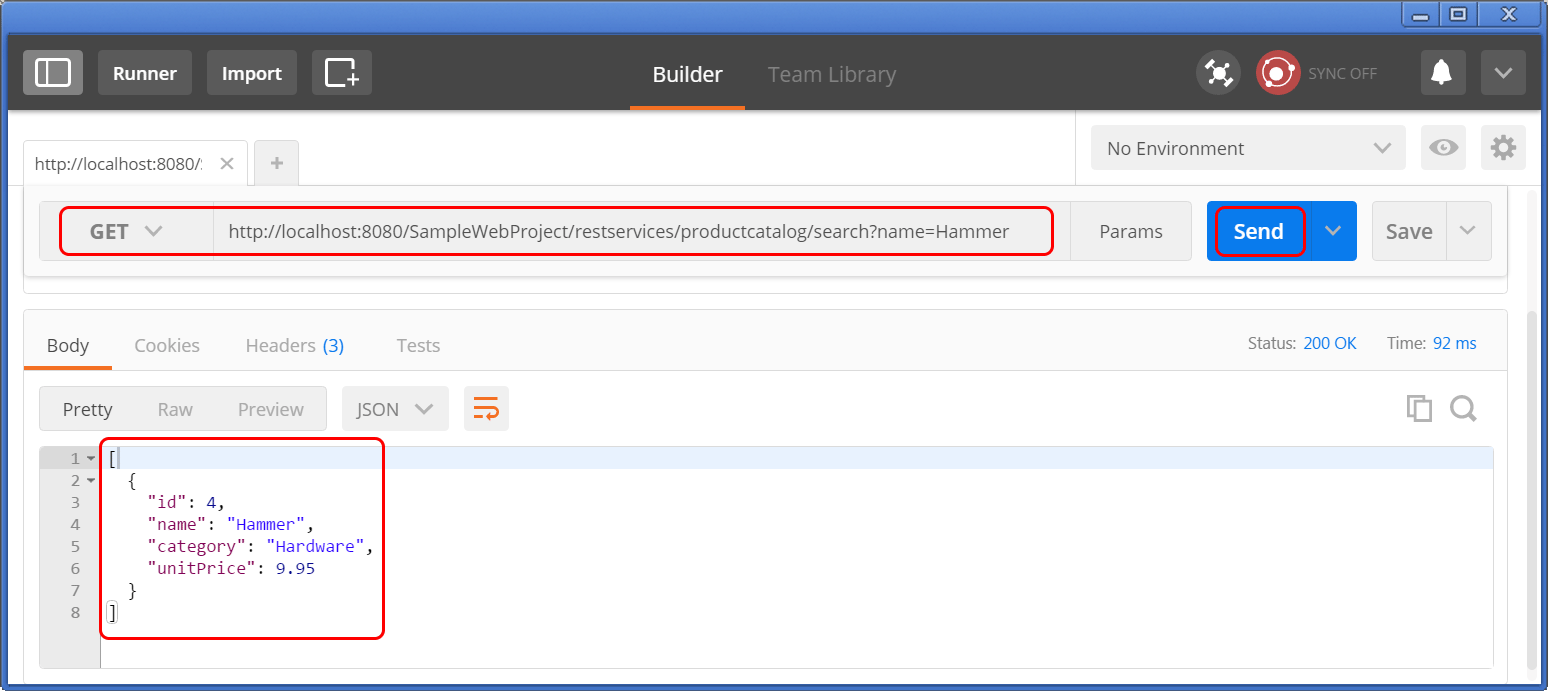 Runner Import Builder Team Library SYNC OFF
http://localhost:8080/S No Environment
GET http://localhost:8080/SampleWebProject/restservices/productcatalog/search?name=Hammer Params Send Save
Body Cookies Headers (3) Tests Status: 200 OK Time: 92 ms
Pretty Raw Preview JSON
1 [
2 {
3 "id": 4,
4 "name": "Hammer",
5 "category": "Hardware",
6 "unitPrice": 9.95
7 }
8 ]